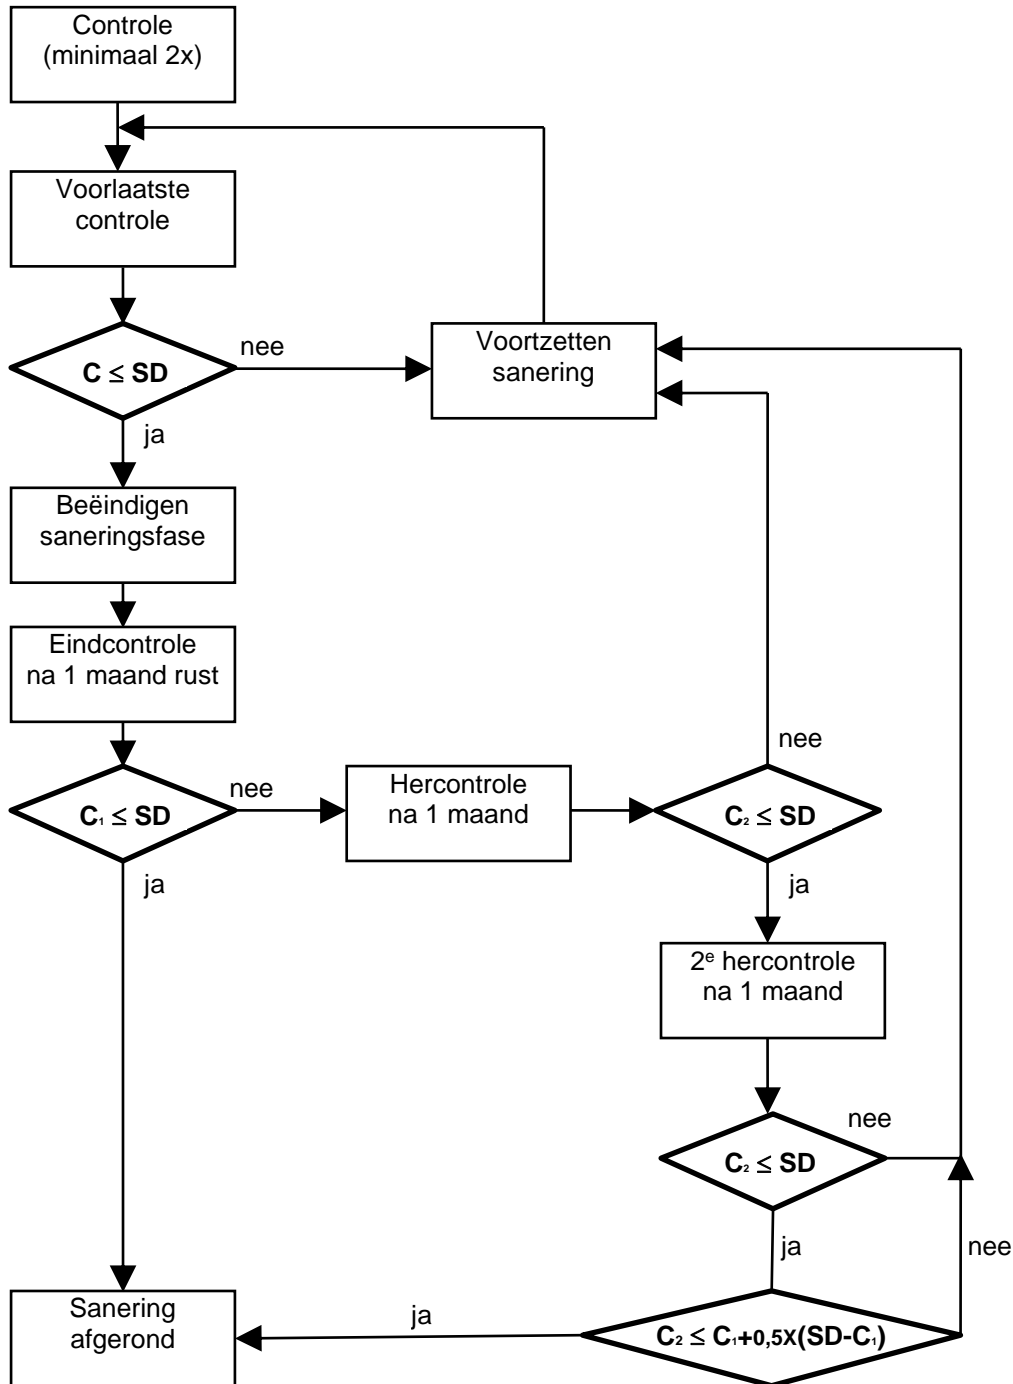 Controle
(minimaal 2x)
Voorlaatste
controle
C ≤ SD
nee
Voortzetten
sanering
ja
Beëindigen
saneringsfase
Eindcontrole
na 1 maand rust
C₁ ≤ SD
nee
Hercontrole
na 1 maand
C₂ ≤ SD
nee
ja
ja
2ᵉ hercontrole
na 1 maand
C₂ ≤ SD
nee
ja
nee
C₂ ≤ C₁+0,5X(SD-C₁)
ja
Sanering
afgerond